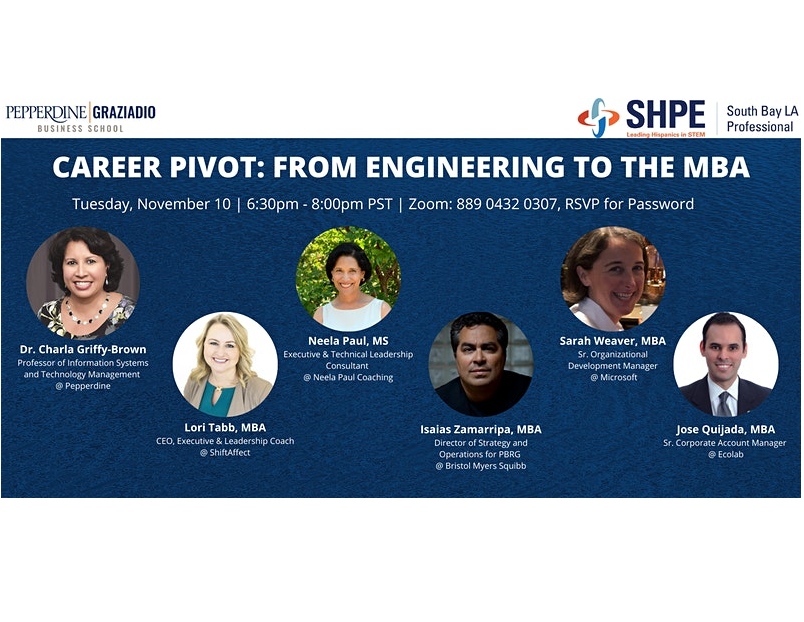 PEPPERDINE|GRAZIADIO
BUSINESS SCHOOL
SHPE
Leading Hispanics in STEM
South Bay LA
Professional
CAREER PIVOT: FROM ENGINEERING TO THE MBA
Tuesday, November 10 | 6:30pm - 8:00pm PST | Zoom: 889 0432 0307, RSVP for Password
Dr. Charla Griffy-Brown
Professor of Information Systems
and Technology Management
@ Pepperdine
Lori Tabb, MBA
CEO, Executive & Leadership Coach
@ ShiftAffect
Neela Paul, MS
Executive & Technical Leadership
Consultant
@ Neela Paul Coaching
Isaias Zamarripa, MBA
Director of Strategy and
Operations for PBRG
@ Bristol Myers Squibb
Sarah Weaver, MBA
Sr. Organizational
Development Manager
@ Microsoft
Jose Quijada, MBA
Sr. Corporate Account Manager
@ Ecolab